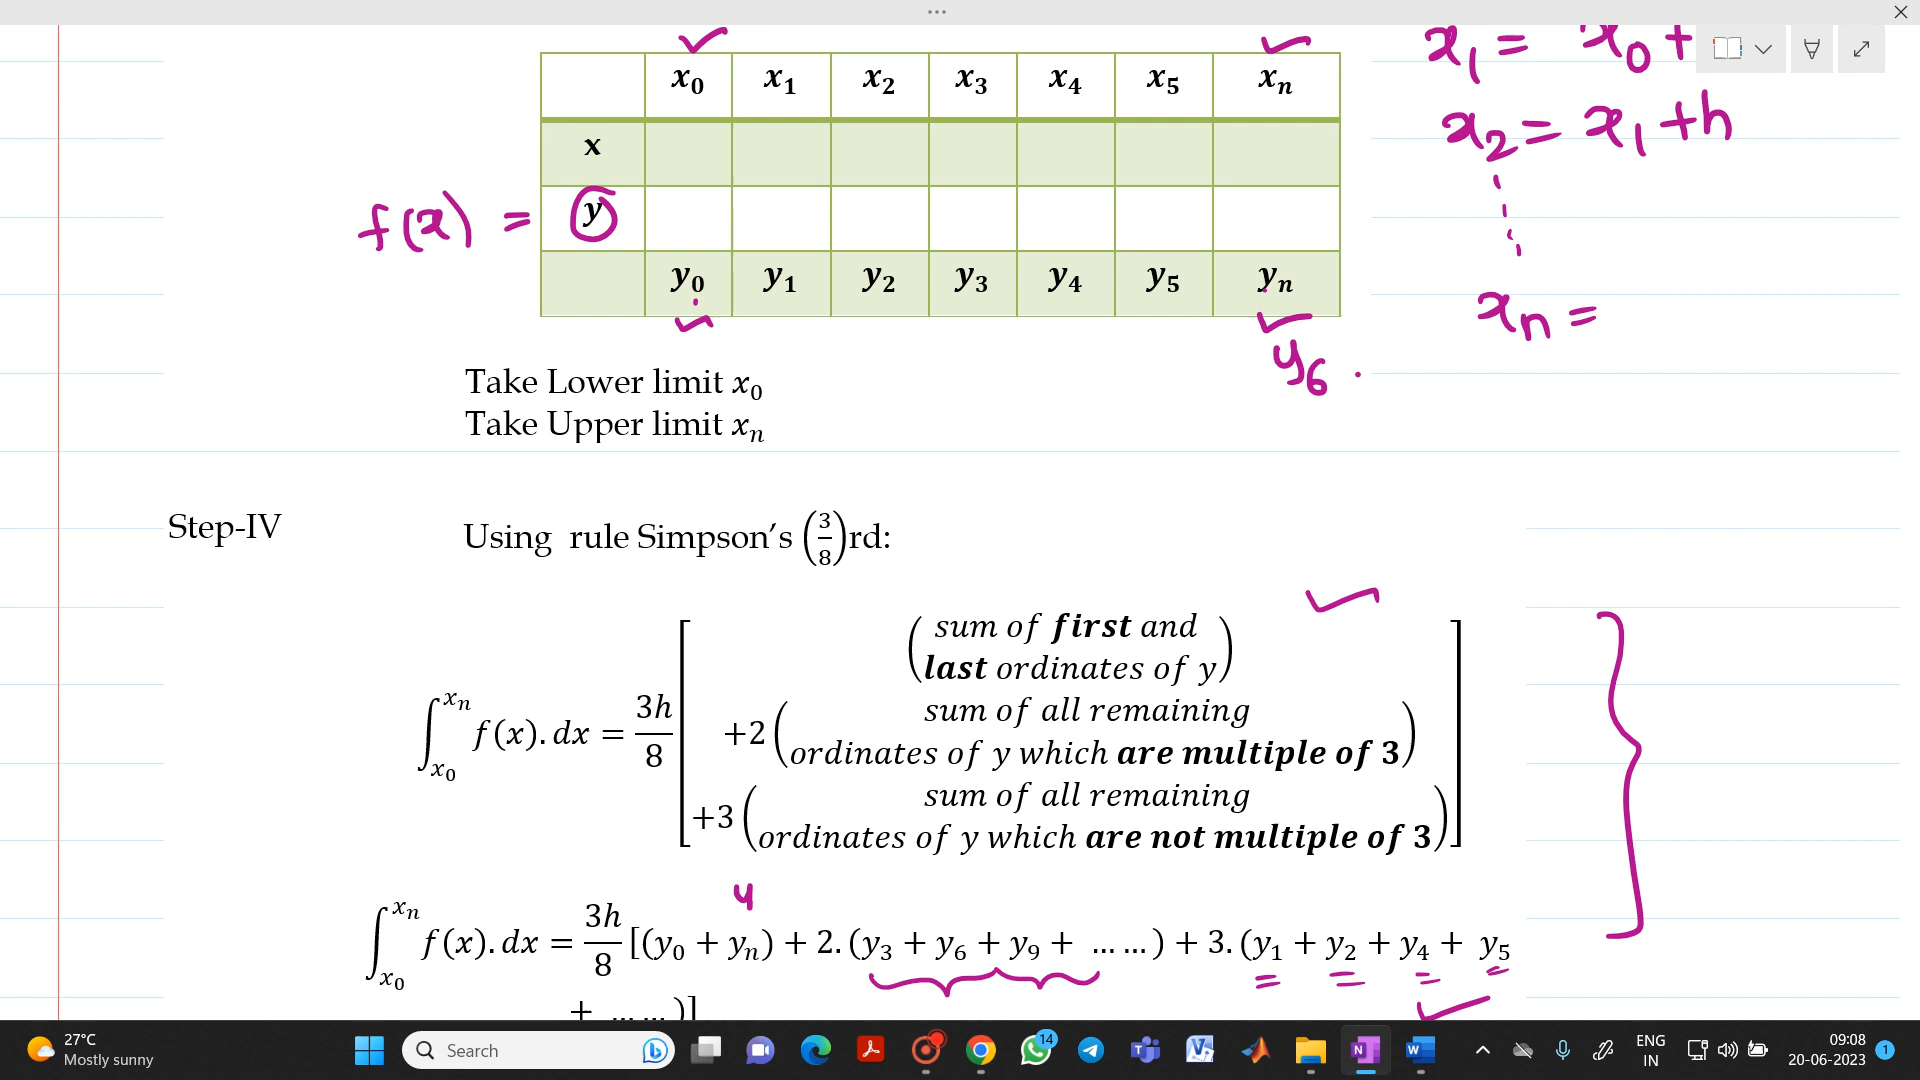 x₁ = x₀ +
x₀ x₁ x₂ x₃ x₄ x₅ xₙ
x₂ = x₁ + h
x
f(x) = y
y₀ y₁ y₂ y₃ y₄ y₅ yₙ
xₙ =
y₆ .
Take Lower limit x₀
Take Upper limit xₙ
Step-IV Using rule Simpson's (3/8)rd:
∫_{x₀}^{xₙ} f(x). dx = 3h/8 [ (sum of first and
last ordinates of y)
+2 (sum of all remaining
ordinates of y which are multiple of 3)
+3 (sum of all remaining
ordinates of y which are not multiple of 3) ]
∫_{x₀}^{xₙ} f(x). dx = 3h/8 [(y₀ + yₙ) + 2. (y₃ + y₆ + y₉ + ... ... ) + 3. (y₁ + y₂ + y₄ + y₅
+ ... ... )]
27°C
Mostly sunny
Search
14
ENG
IN
09:08
20-06-2023
1